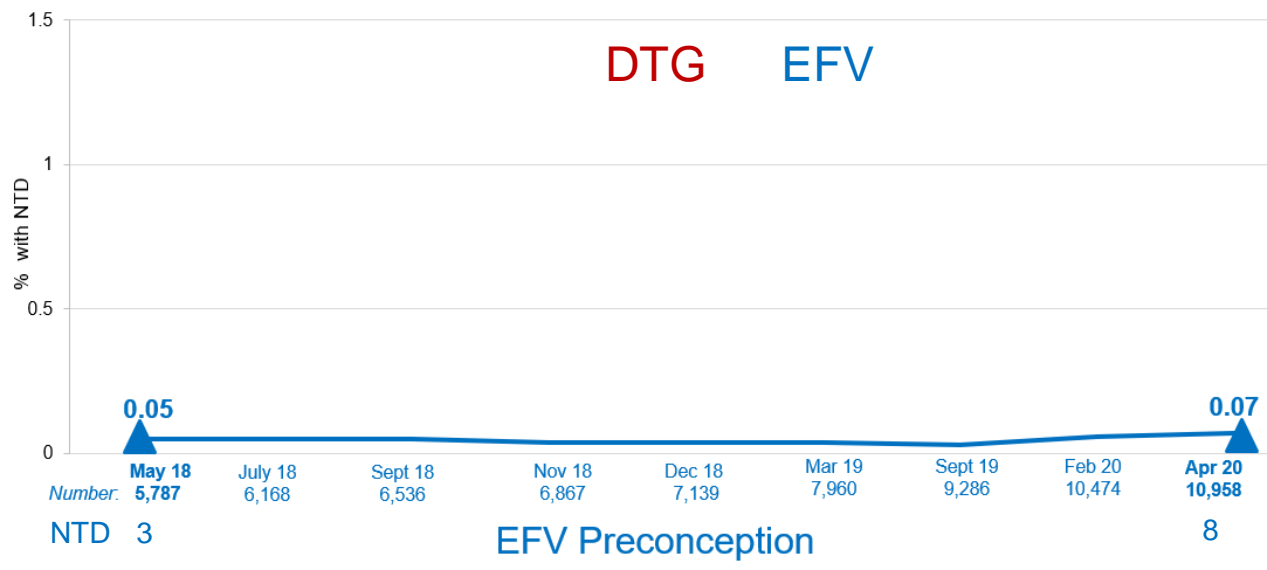 1.5
DTG EFV
1
% with NTD
0.5
0.05 0.07
0
May 18 July 18 Sept 18 Nov 18 Dec 18 Mar 19 Sept 19 Feb 20 Apr 20
Number: 5,787 6,168 6,536 6,867 7,139 7,960 9,286 10,474 10,958
NTD 3 8
EFV Preconception